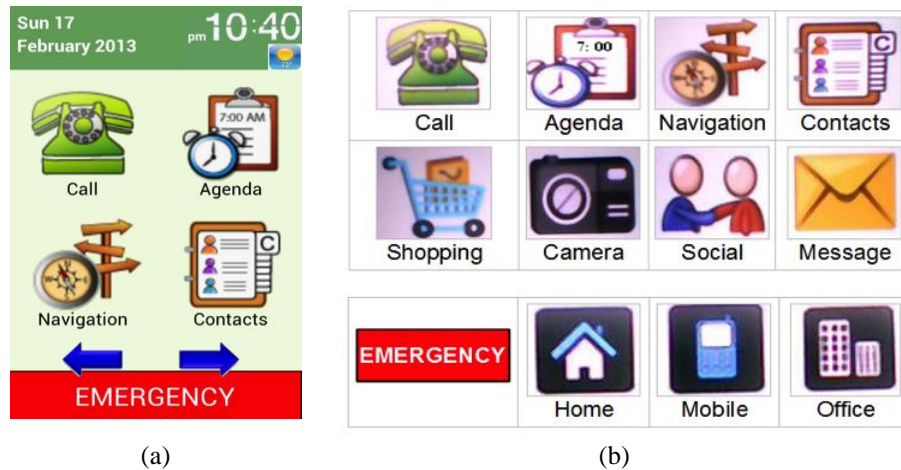 Sun 17
February 2013
pm 10:40
Call
Agenda
7:00 AM
Navigation
Contacts
C
EMERGENCY
7: 00
C
Call
Agenda
Navigation
Contacts
Shopping
Camera
Social
Message
EMERGENCY
Home
Mobile
Office
(a)
(b)